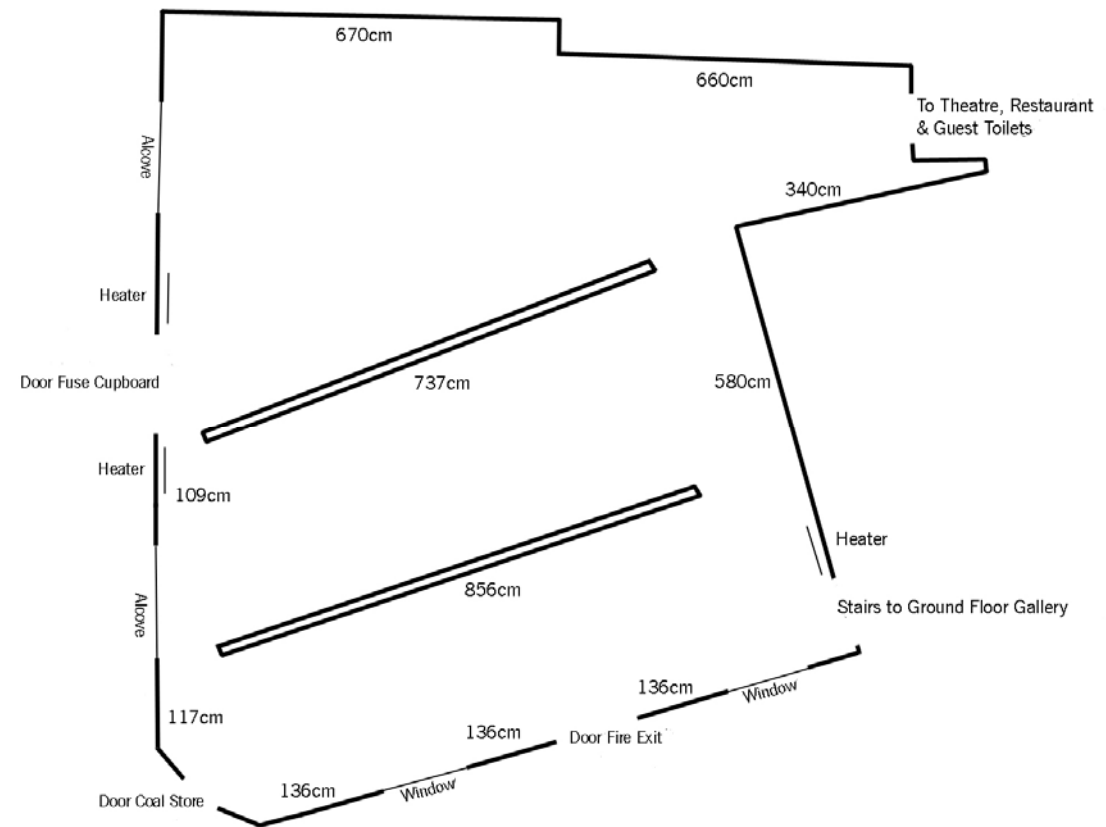 670cm
660cm
To Theatre, Restaurant
& Guest Toilets
Alcove
340cm
Heater
Door Fuse Cupboard
737cm
580cm
Heater
109cm
Heater
856cm
Alcove
Stairs to Ground Floor Gallery
136cm
Window
117cm
136cm
Door Fire Exit
136cm
Window
Door Coal Store